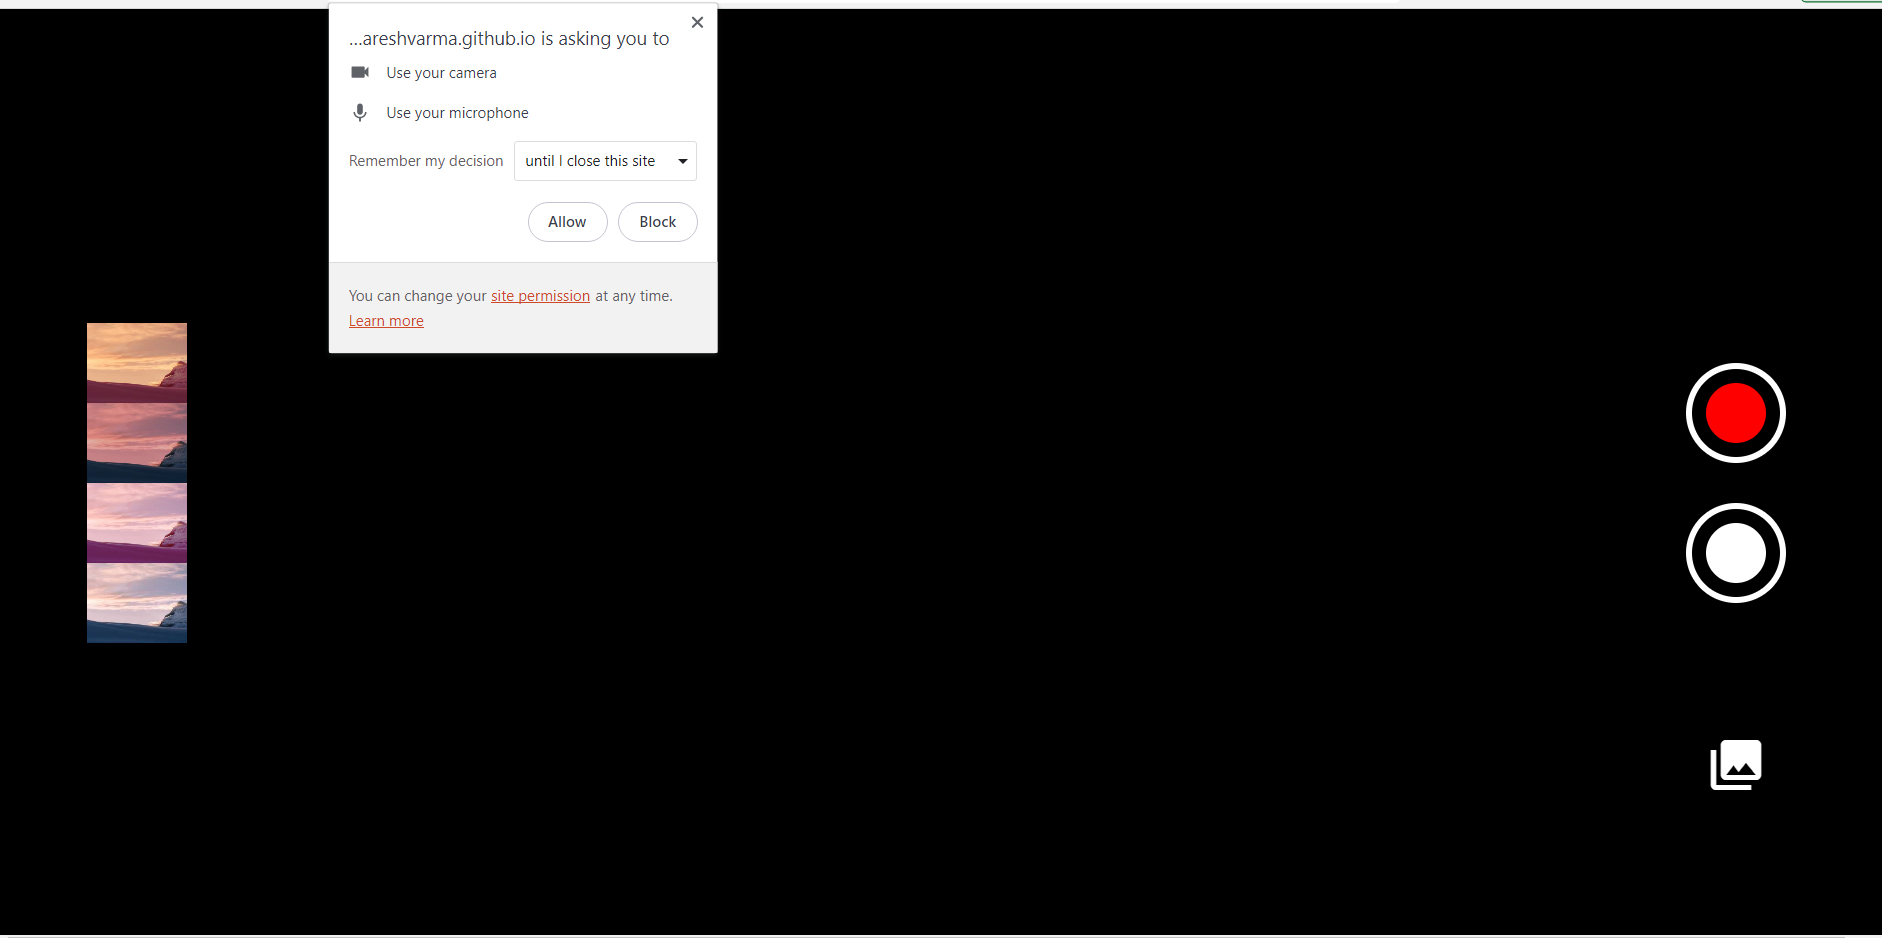 ...areshvarma.github.io is asking you to
Use your camera
Use your microphone
Remember my decision until I close this site
Allow Block
You can change your site permission at any time.
Learn more